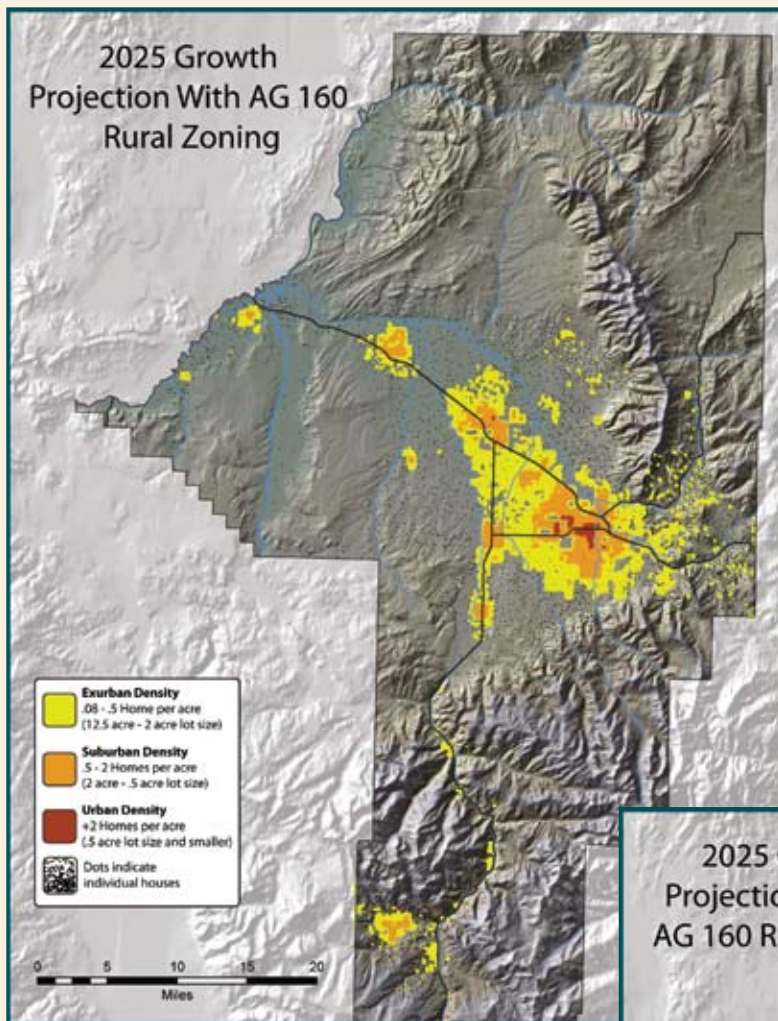 2025 Growth
Projection With AG 160
Rural Zoning
Exurban Density
.08 - .5 Home per acre
(12.5 acre - 2 acre lot size)
Suburban Density
.5 - 2 Homes per acre
(2 acre - .5 acre lot size)
Urban Density
+2 Homes per acre
(.5 acre lot size and smaller)
Dots indicate
individual houses
0 5 10 15 20
Miles
2025
Projectio
AG 160 R